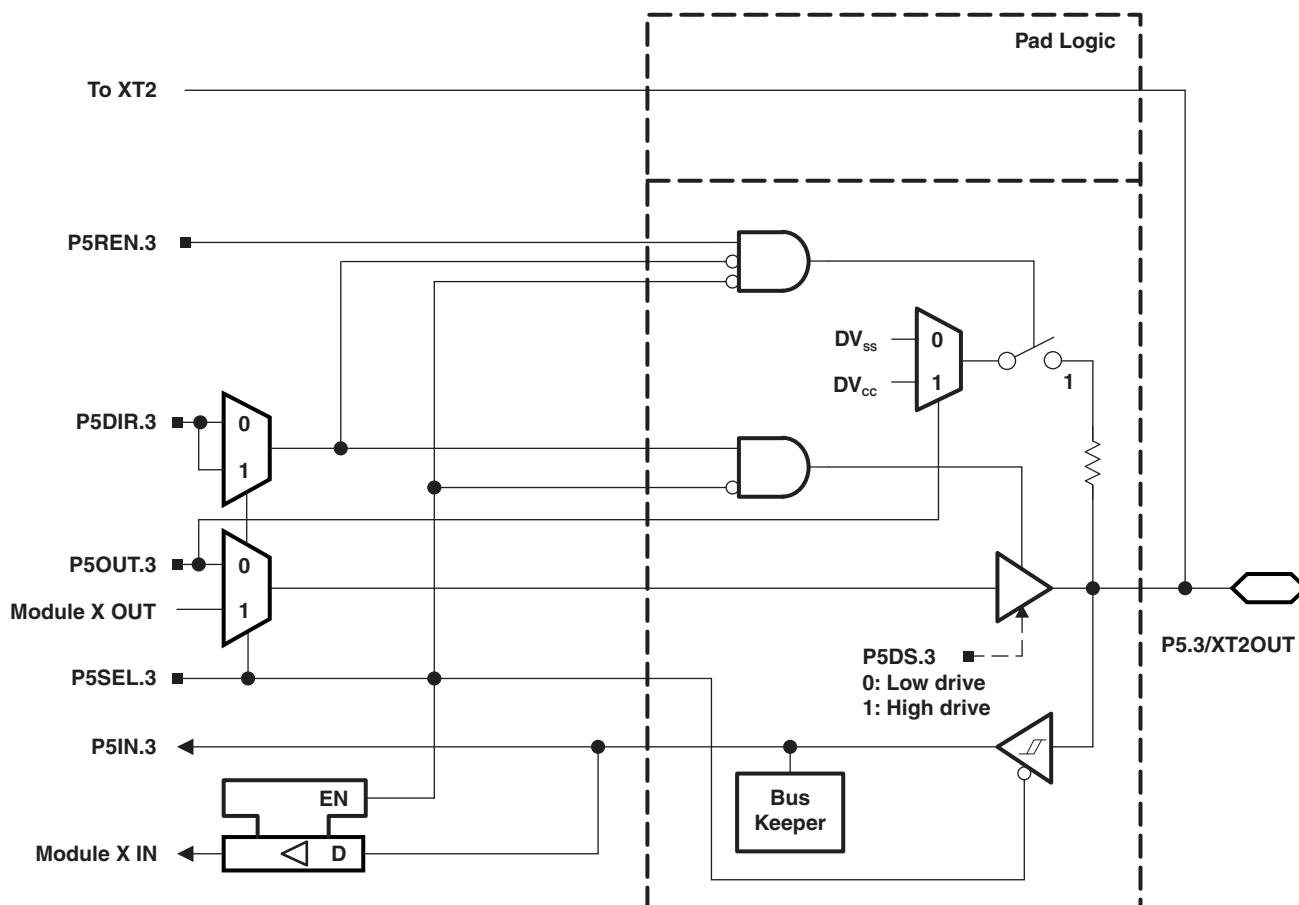 Pad Logic
To XT2
P5REN.3
DVss
0
DVcc
1
1
P5DIR.3
0
1
P5OUT.3
0
Module X OUT
1
P5SEL.3
P5DS.3
0: Low drive
1: High drive
P5.3/XT2OUT
P5IN.3
EN
Bus
Keeper
Module X IN
D